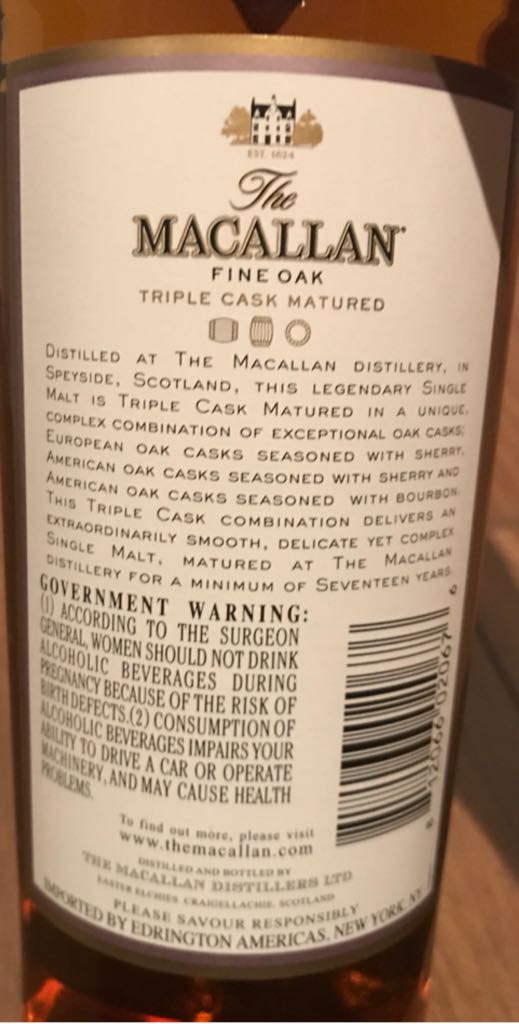 EST. 1824
The
MACALLAN
FINE OAK
TRIPLE CASK MATURED
DISTILLED AT THE MACALLAN DISTILLERY, IN
SPEYSIDE, SCOTLAND, THIS LEGENDARY SINGLE
MALT IS TRIPLE CASK MATURED IN A UNIQUE,
COMPLEX COMBINATION OF EXCEPTIONAL OAK CASKS;
EUROPEAN OAK CASKS SEASONED WITH SHERRY,
AMERICAN OAK CASKS SEASONED WITH SHERRY AND
AMERICAN OAK CASKS SEASONED WITH BOURBON.
THIS TRIPLE CASK COMBINATION DELIVERS AN
EXTRAORDINARILY SMOOTH, DELICATE YET COMPLEX
SINGLE MALT, MATURED AT THE MACALLAN
DISTILLERY FOR A MINIMUM OF SEVENTEEN YEARS.
GOVERNMENT WARNING:
(1) ACCORDING TO THE SURGEON
GENERAL, WOMEN SHOULD NOT DRINK
ALCOHOLIC BEVERAGES DURING
PREGNANCY BECAUSE OF THE RISK OF
BIRTH DEFECTS.(2) CONSUMPTION OF
ALCOHOLIC BEVERAGES IMPAIRS YOUR
ABILITY TO DRIVE A CAR OR OPERATE
MACHINERY, AND MAY CAUSE HEALTH
PROBLEMS.
8 12066 02067 6
To find out more, please visit
www.themacallan.com
DISTILLED AND BOTTLED BY
THE MACALLAN DISTILLERS LTD
EASTER ELCHIES, CRAIGELLACHIE, SCOTLAND
PLEASE SAVOUR RESPONSIBLY
IMPORTED BY EDRINGTON AMERICAS, NEW YORK, NY